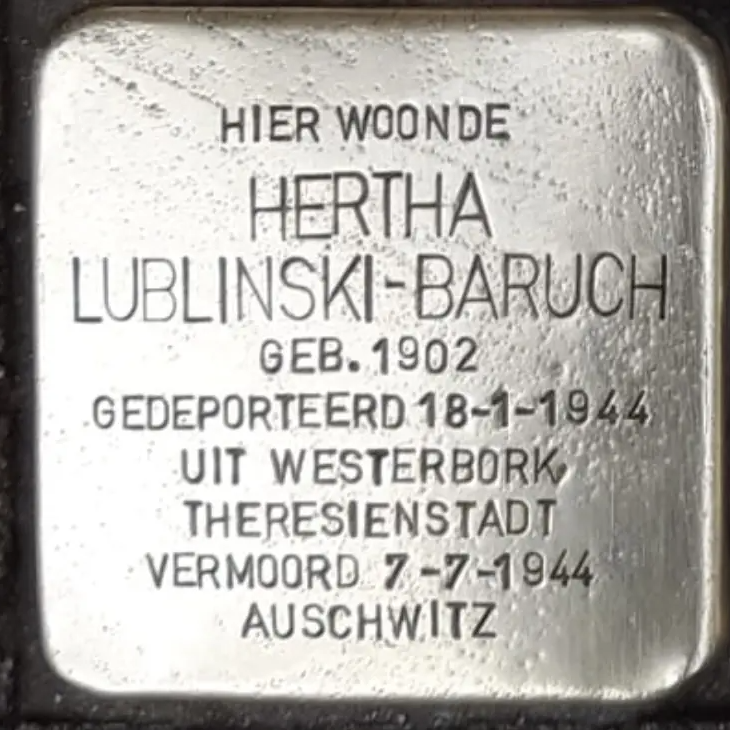 HIER WOONDE
HERTHA
LUBLINSKI-BARUCH
GEB. 1902
GEDEPORTEERD 18-1-1944
UIT WESTERBORK
THERESIENSTADT
VERMOORD 7-7-1944
AUSCHWITZ